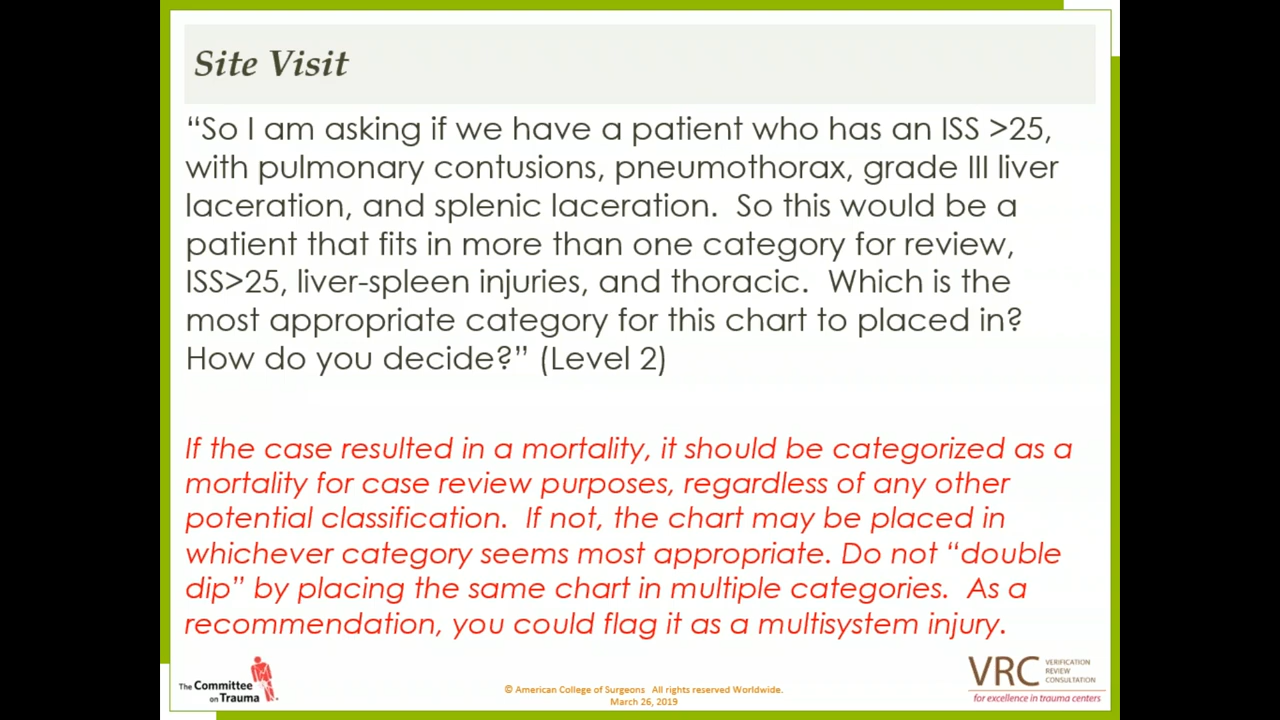 Site Visit
“So I am asking if we have a patient who has an ISS >25,
with pulmonary contusions, pneumothorax, grade III liver
laceration, and splenic laceration.  So this would be a
patient that fits in more than one category for review,
ISS>25, liver-spleen injuries, and thoracic.  Which is the
most appropriate category for this chart to placed in?
How do you decide?” (Level 2)
If the case resulted in a mortality, it should be categorized as a
mortality for case review purposes, regardless of any other
potential classification.  If not, the chart may be placed in
whichever category seems most appropriate. Do not “double
dip” by placing the same chart in multiple categories.  As a
recommendation, you could flag it as a multisystem injury.
The Committee
on Trauma
© American College of Surgeons   All rights reserved Worldwide.
March 26, 2019
VRC
VERIFICATION
REVIEW
CONSULTATION
for excellence in trauma centers